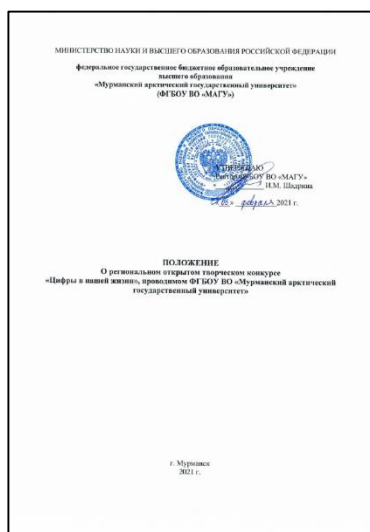 МИНИСТЕРСТВО НАУКИ И ВЫСШЕГО ОБРАЗОВАНИЯ РОССИЙСКОЙ ФЕДЕРАЦИИ
федеральное государственное бюджетное образовательное учреждение
высшего образования
«Мурманский арктический государственный университет»
(ФГБОУ ВО «МАГУ»)
УТВЕРЖДАЮ
Ректор ФГБОУ ВО «МАГУ»
И.М. Шадрина
февраля 2021 г.
ПОЛОЖЕНИЕ
О региональном открытом творческом конкурсе
«Цифры в нашей жизни», проводимом ФГБОУ ВО «Мурманский арктический
государственный университет»
г. Мурманск
2021 г.